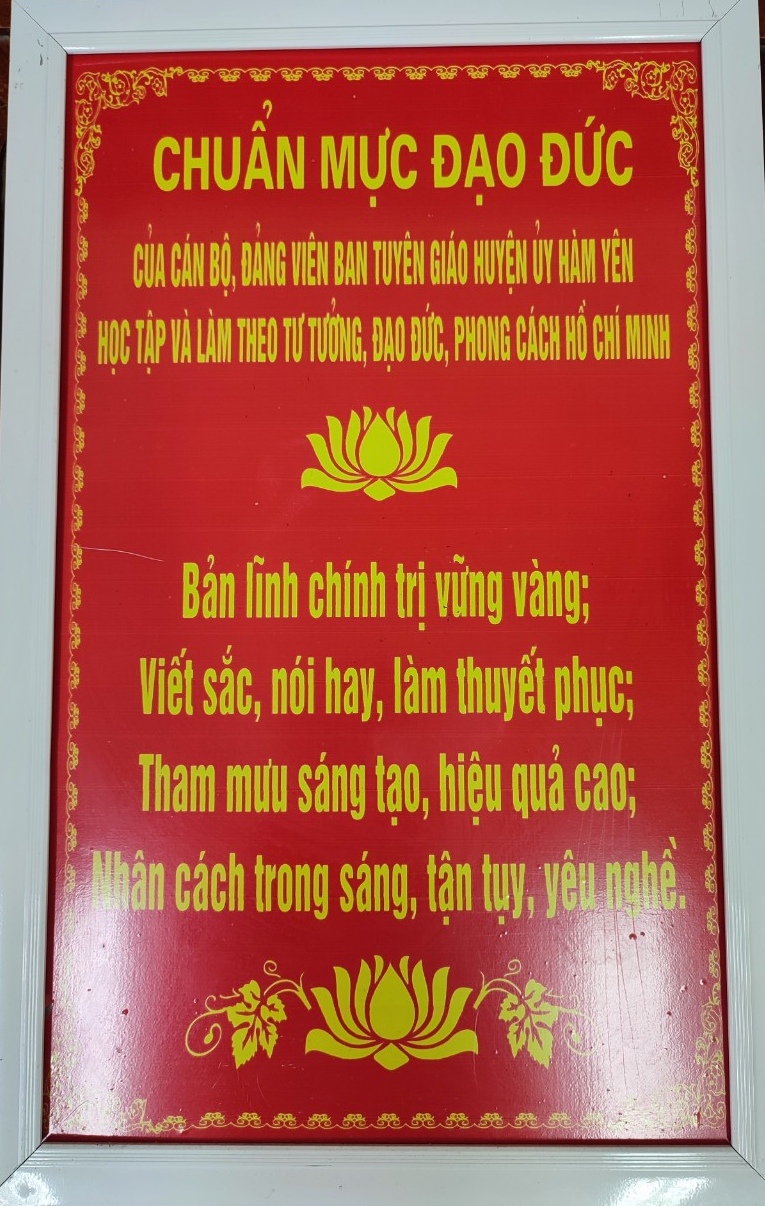 CHUẨN MỰC ĐẠO ĐỨC
CỦA CÁN BỘ, ĐẢNG VIÊN BAN TUYÊN GIÁO HUYỆN ỦY HÀM YÊN
HỌC TẬP VÀ LÀM THEO TƯ TƯỞNG, ĐẠO ĐỨC, PHONG CÁCH HỒ CHÍ MINH
Bản lĩnh chính trị vững vàng;
Viết sắc, nói hay, làm thuyết phục;
Tham mưu sáng tạo, hiệu quả cao;
Nhân cách trong sáng, tận tụy, yêu nghề.